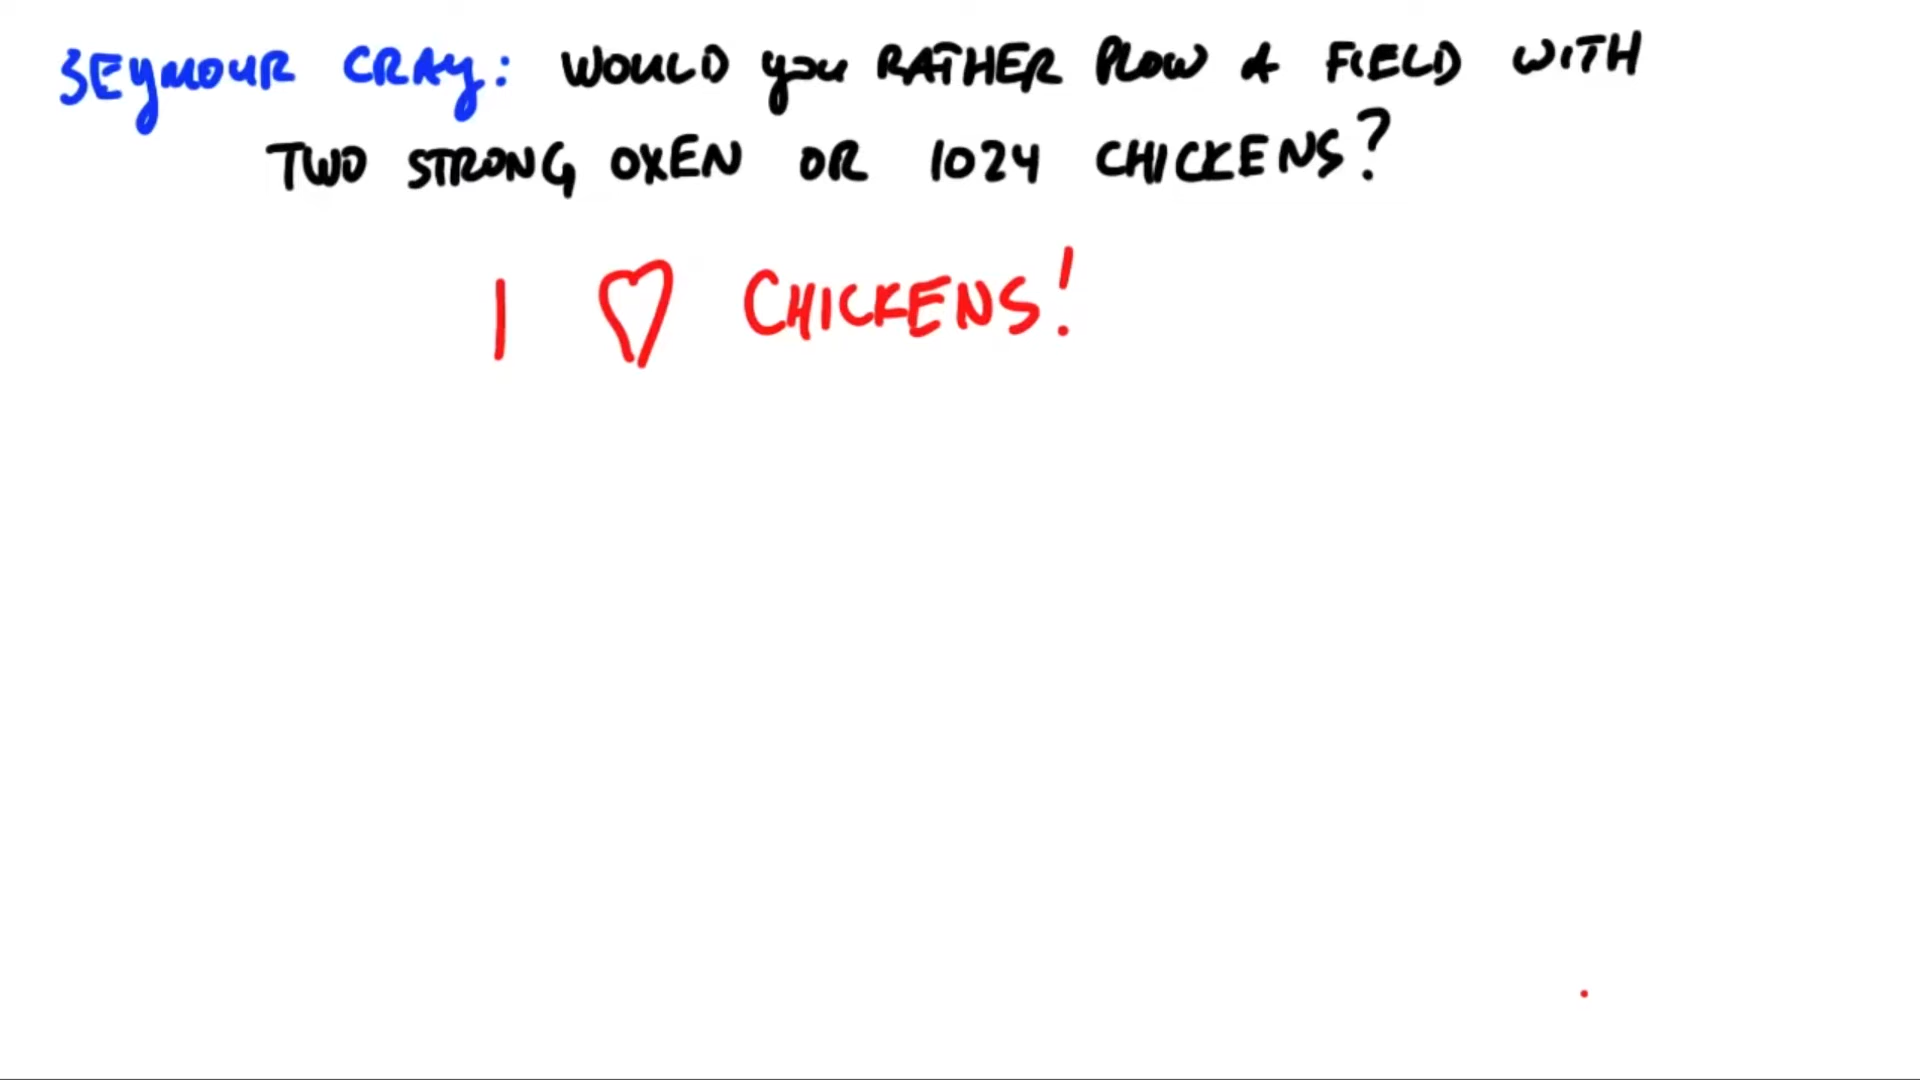 SEYMOUR CRAY: WOULD you RATHER PLOW A FIELD WITH
TWO STRONG OXEN OR 1024 CHICKENS?
I ♡ CHICKENS!